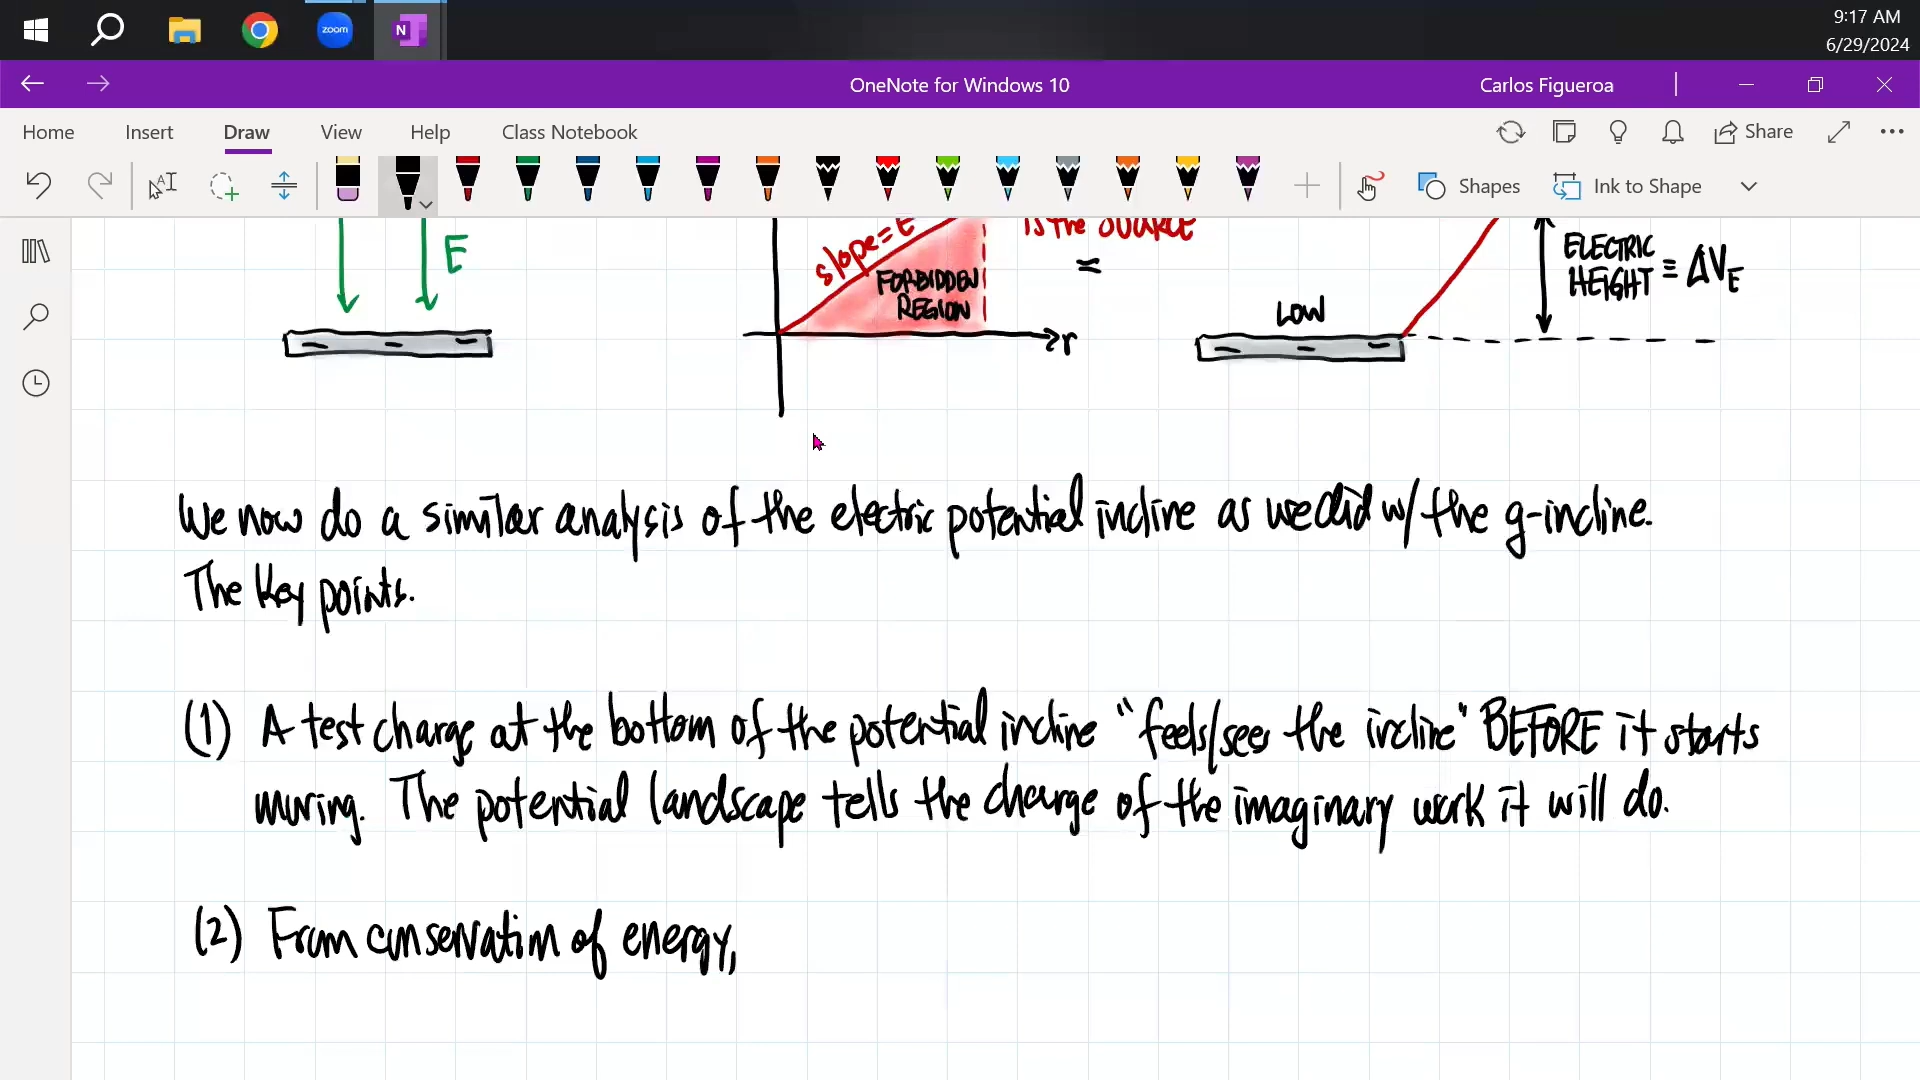 9:17 AM
6/29/2024
zoom
N
OneNote for Windows 10
Carlos Figueroa
Home Insert Draw View Help Class Notebook
Share
Shapes
Ink to Shape
E
slope=E
FORBIDDEN
REGION
r
is the SOURCE
=
LOW
ELECTRIC
HEIGHT ≡ ΔV_E
We now do a similar analysis of the electric potential incline as we did w/ the g-incline.
The key points.
(1) A test charge at the bottom of the potential incline "feels/sees the incline" BEFORE it starts
moving. The potential landscape tells the charge of the imaginary work it will do.
(2) From conservation of energy,